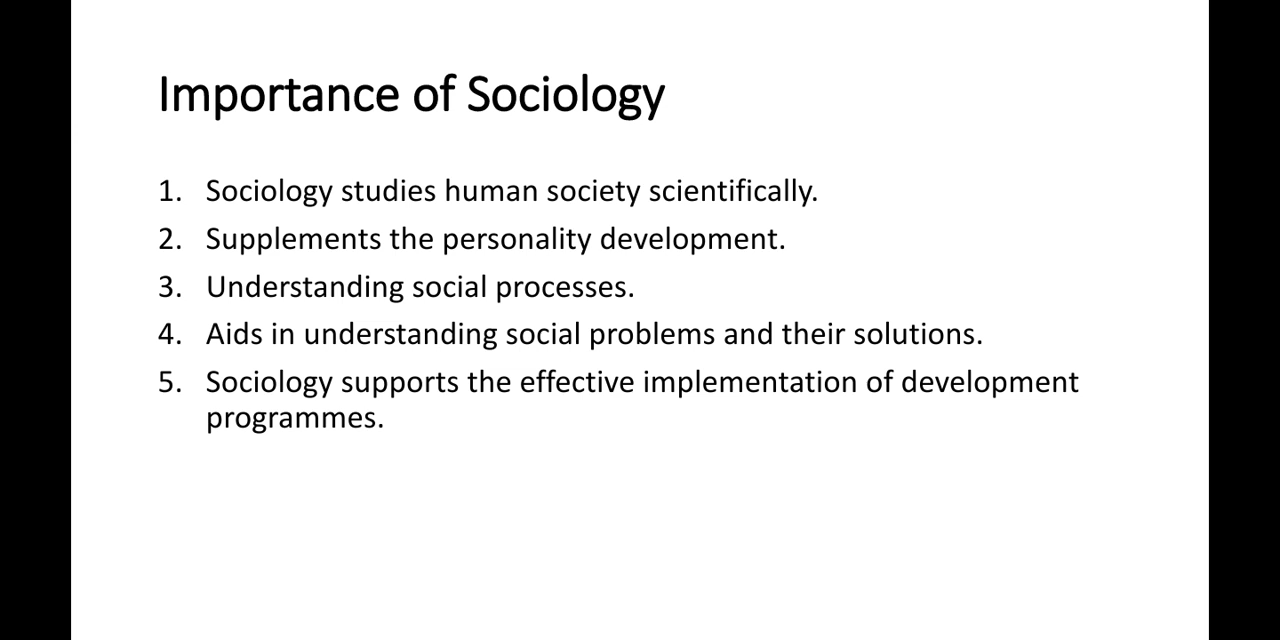 Importance of Sociology
1. Sociology studies human society scientifically.
2. Supplements the personality development.
3. Understanding social processes.
4. Aids in understanding social problems and their solutions.
5. Sociology supports the effective implementation of development
programmes.